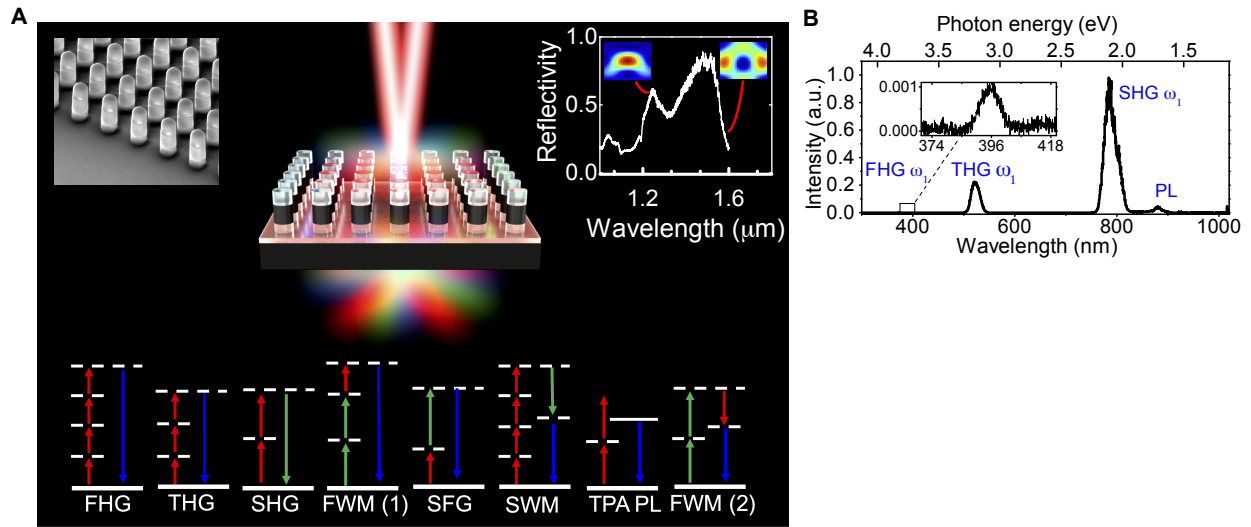 A
Reflectivity
1.0
0.5
0.0
1.2
1.6
Wavelength (μm)
FHG
THG
SHG
FWM (1)
SFG
SWM
TPA PL
FWM (2)
B
Photon energy (eV)
4.0 3.5 3.0 2.5 2.0 1.5
Intensity (a.u.)
1.0
0.8
0.6
0.4
0.2
0.0
0.001
0.000
374 396 418
SHG ω₁
FHG ω₁
THG ω₁
PL
400 600 800 1000
Wavelength (nm)